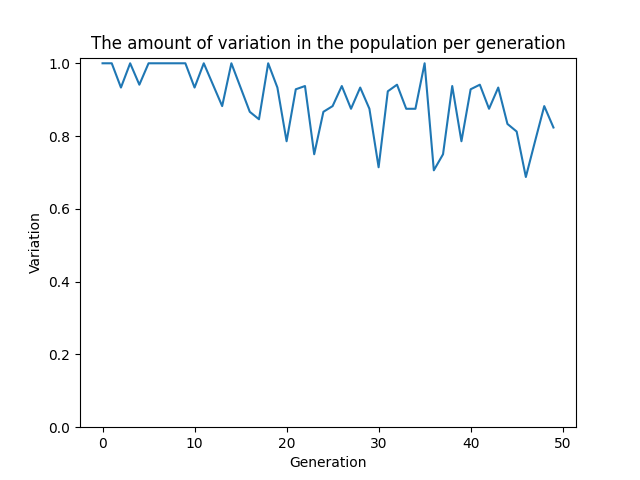 The amount of variation in the population per generation
1.0
0.8
0.6
0.4
0.2
0.0
Variation
0 10 20 30 40 50
Generation